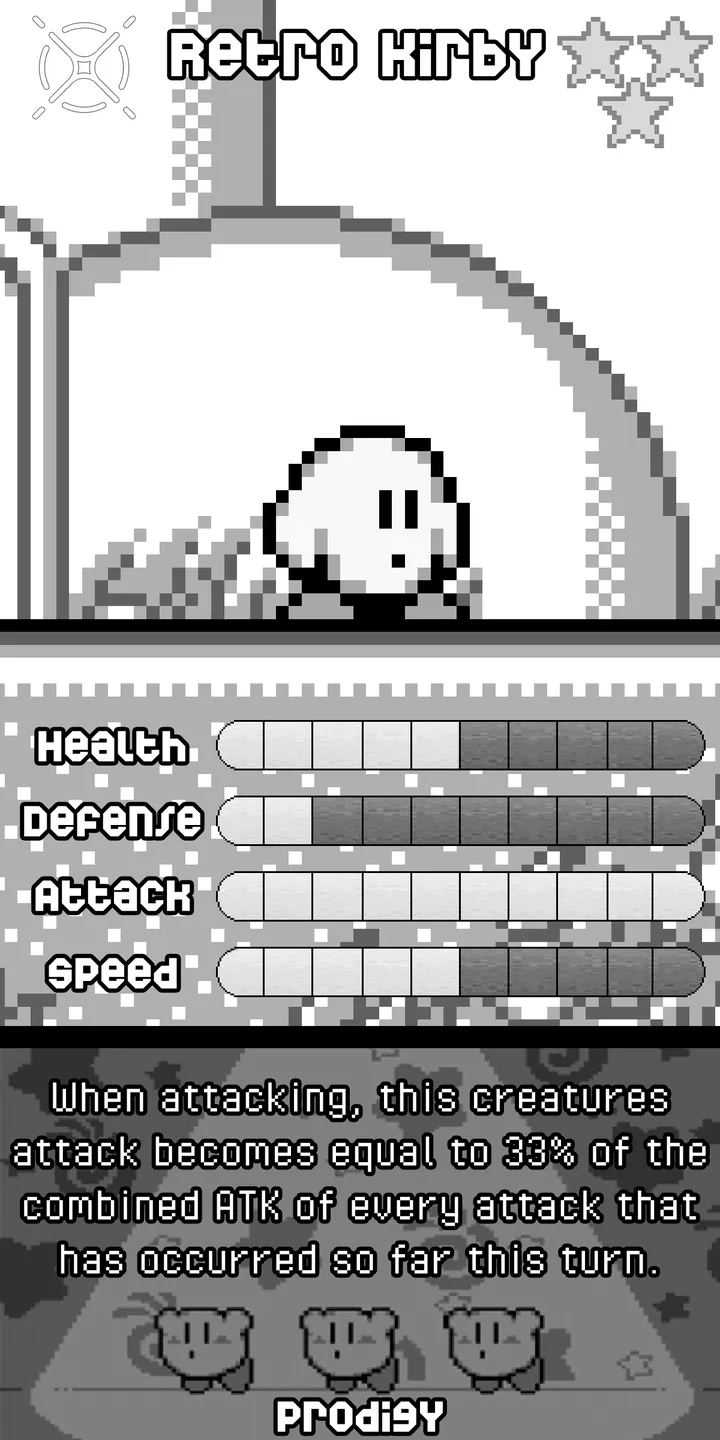 Retro Kirby
Health
Defense
Attack
Speed
When attacking, this creatures
attack becomes equal to 33% of the
combined ATK of every attack that
has occurred so far this turn.
Prodigy